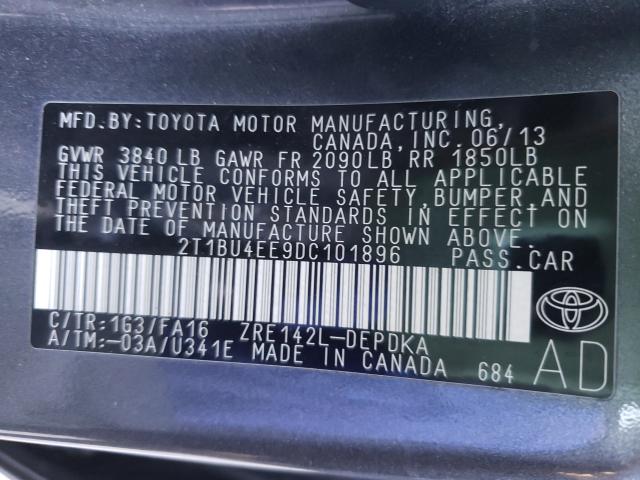 MFD.BY:TOYOTA MOTOR MANUFACTURING,
CANADA,INC.06/13
GVWR 3840LB GAWR FR 2090LB, RR 1850LB
THIS VEHICLE CONFORMS TO ALL APPLICABLE
FEDERAL MOTOR VEHICLE SAFETY,BUMPER,AND
THEFT PREVENTION STANDARDS IN EFFECT ON
THE DATE OF MANUFACTURE SHOWN ABOVE.
2T1BU4EE9DC101896 PASS.CAR
C/TR:1G3/FA16 ZRE142L-DEPDKA
A/TM:-03A/U341E MADE IN CANADA 684
AD